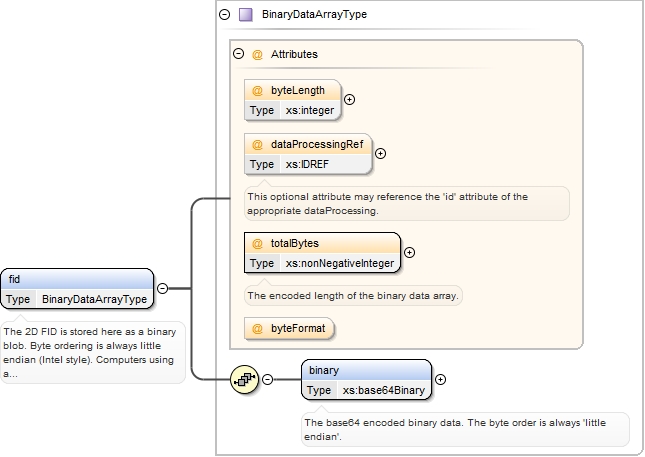 BinaryDataArrayType
@ Attributes
@ byteLength
Type xs:integer
@ dataProcessingRef
Type xs:IDREF
This optional attribute may reference the 'id' attribute of the
appropriate dataProcessing.
@ totalBytes
Type xs:nonNegativeInteger
The encoded length of the binary data array.
@ byteFormat
fid
Type BinaryDataArrayType
The 2D FID is stored here as a binary
blob. Byte ordering is always little
endian (Intel style). Computers using
a...
binary
Type xs:base64Binary
The base64 encoded binary data. The byte order is always 'little
endian'.